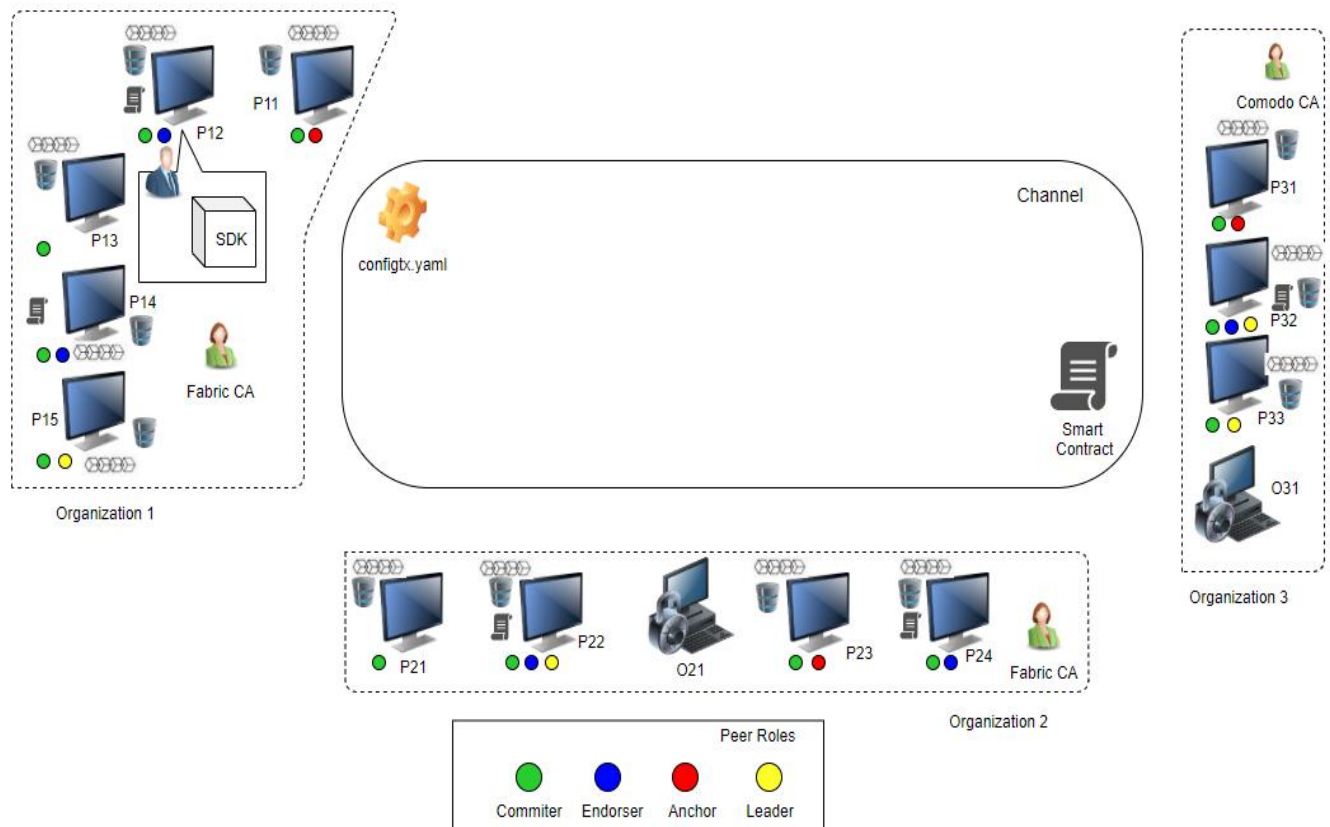 P12
P11
P13
SDK
P14
Fabric CA
P15
Organization 1
configtx.yaml
Channel
Smart
Contract
Comodo CA
P31
P32
P33
O31
Organization 3
P21
P22
O21
P23
P24
Fabric CA
Organization 2
Peer Roles
Commiter
Endorser
Anchor
Leader